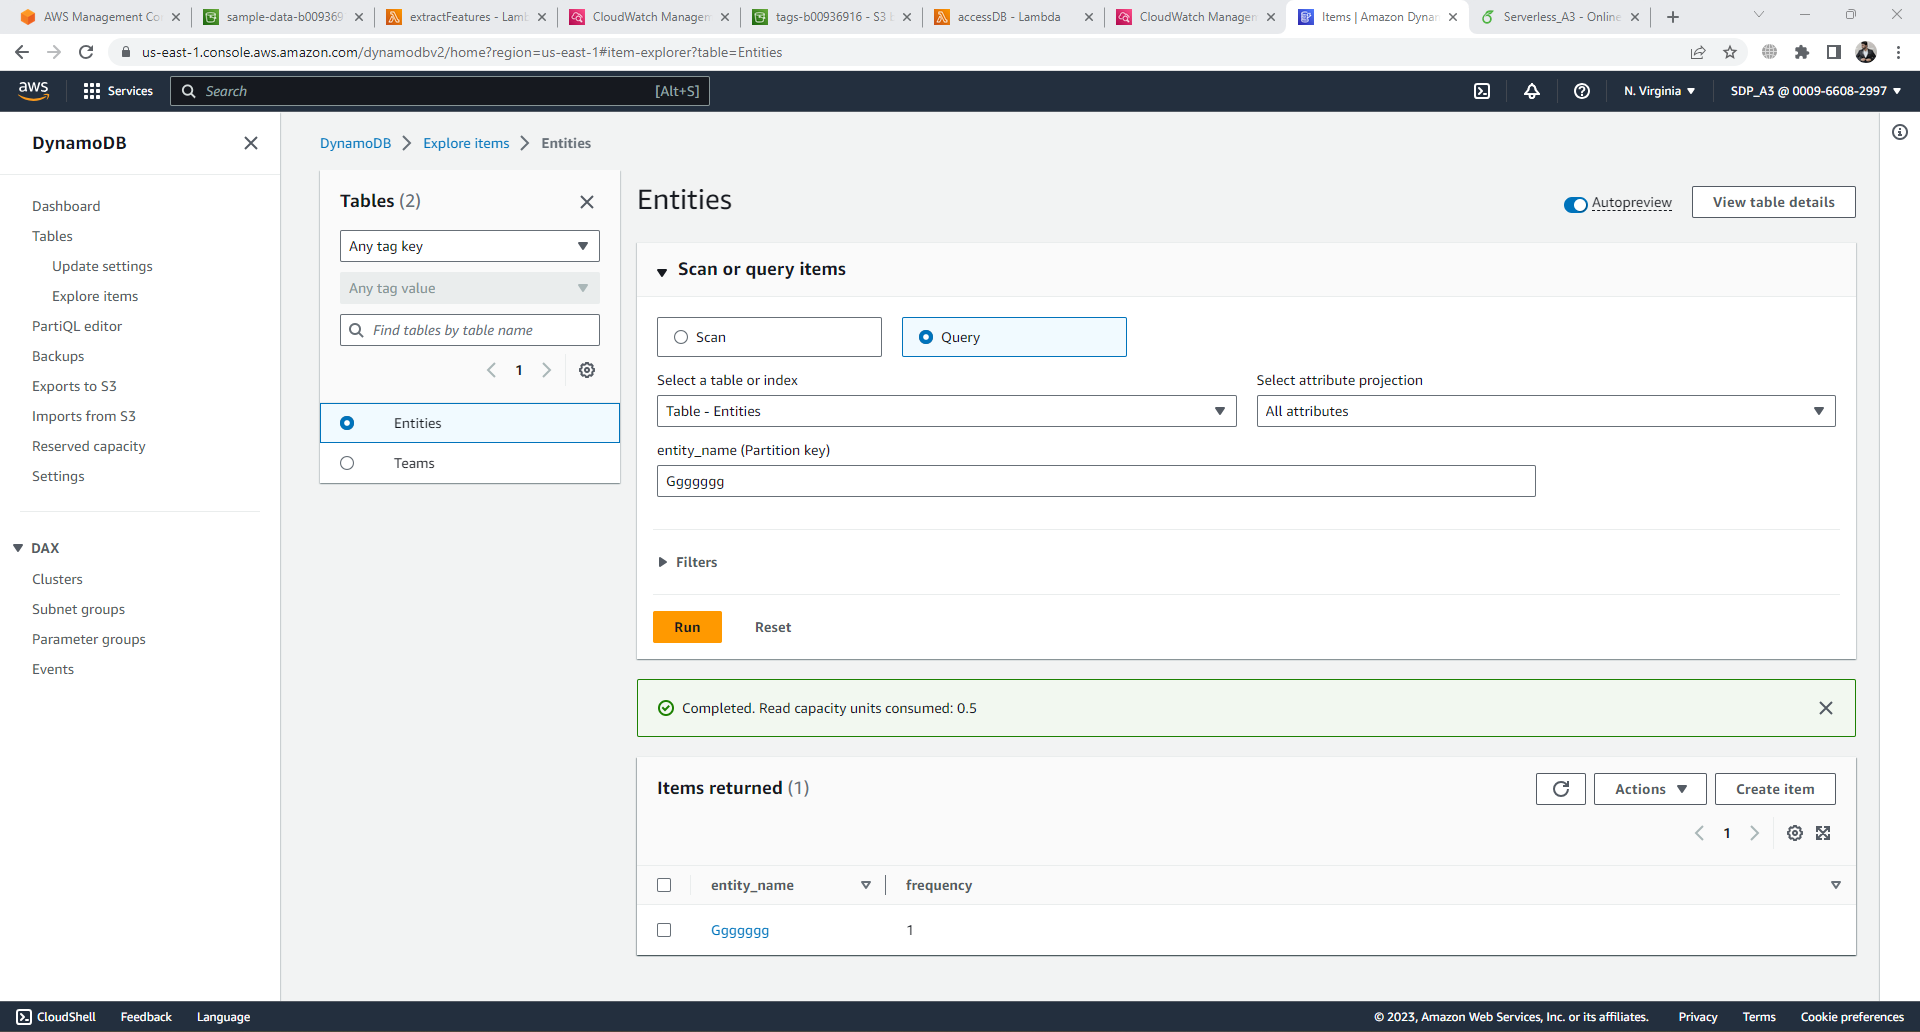 AWS Management Co
sample-data-b009369
extractFeatures - Lamb
CloudWatch Managem
tags-b00936916 - S3 b
accessDB - Lambda
CloudWatch Managem
Items | Amazon Dynam
Serverless_A3 - Online
us-east-1.console.aws.amazon.com/dynamodbv2/home?region=us-east-1#item-explorer?table=Entities
aws
Services
Search
[Alt+S]
N. Virginia
SDP_A3 @ 0009-6608-2997
DynamoDB
Dashboard
Tables
Update settings
Explore items
PartiQL editor
Backups
Exports to S3
Imports from S3
Reserved capacity
Settings
DAX
Clusters
Subnet groups
Parameter groups
Events
DynamoDB
Explore items
Entities
Tables (2)
Any tag key
Any tag value
Find tables by table name
1
Entities
Teams
Entities
Autopreview
View table details
Scan or query items
Scan
Query
Select a table or index
Select attribute projection
Table - Entities
All attributes
entity_name (Partition key)
Ggggggg
Filters
Run
Reset
Completed. Read capacity units consumed: 0.5
Items returned (1)
Actions
Create item
1
entity_name
frequency
Ggggggg
1
CloudShell
Feedback
Language
© 2023, Amazon Web Services, Inc. or its affiliates.
Privacy
Terms
Cookie preferences